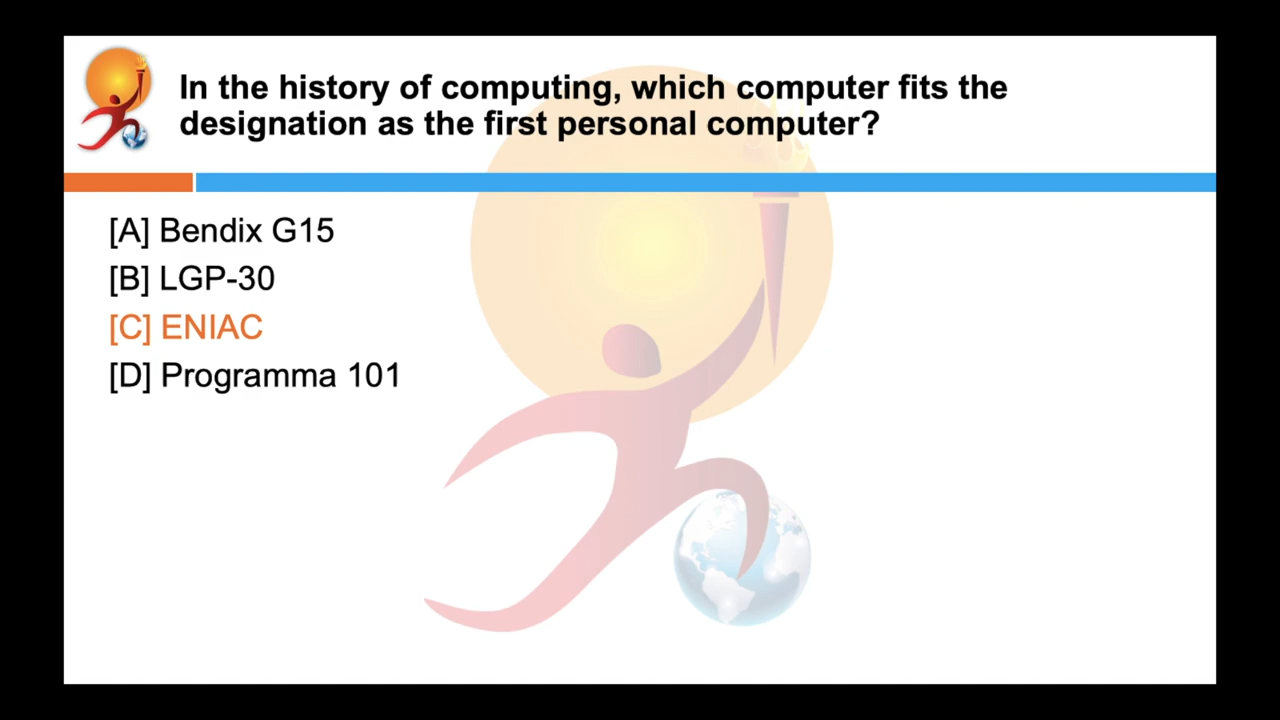 In the history of computing, which computer fits the
designation as the first personal computer?
[A] Bendix G15
[B] LGP-30
[C] ENIAC
[D] Programma 101